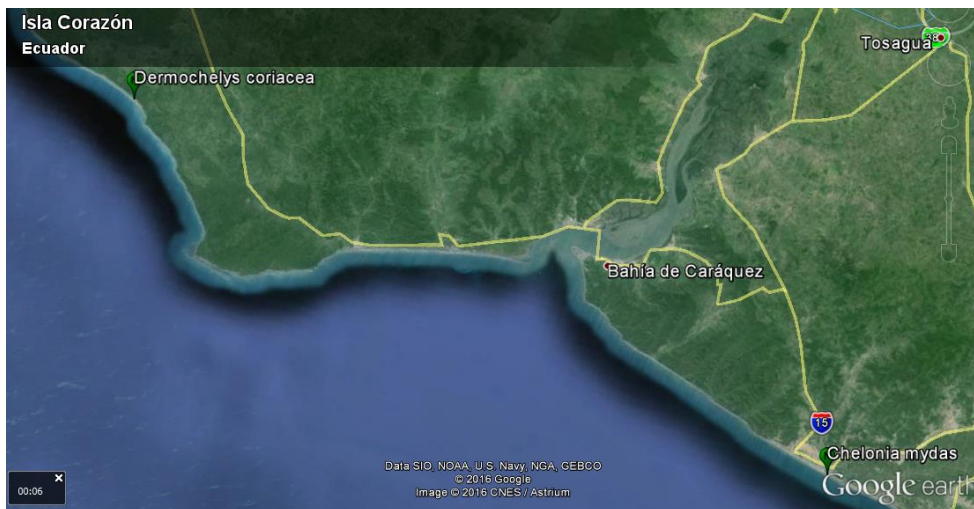 Isla Corazón
Ecuador
Tosagua
38
Dermochelys coriacea
Bahía de Caráquez
15
Chelonia mydas
Data SIO, NOAA, U.S. Navy, NGA, GEBCO
© 2016 Google
Image © 2016 CNES / Astrium
Google earth
00:06